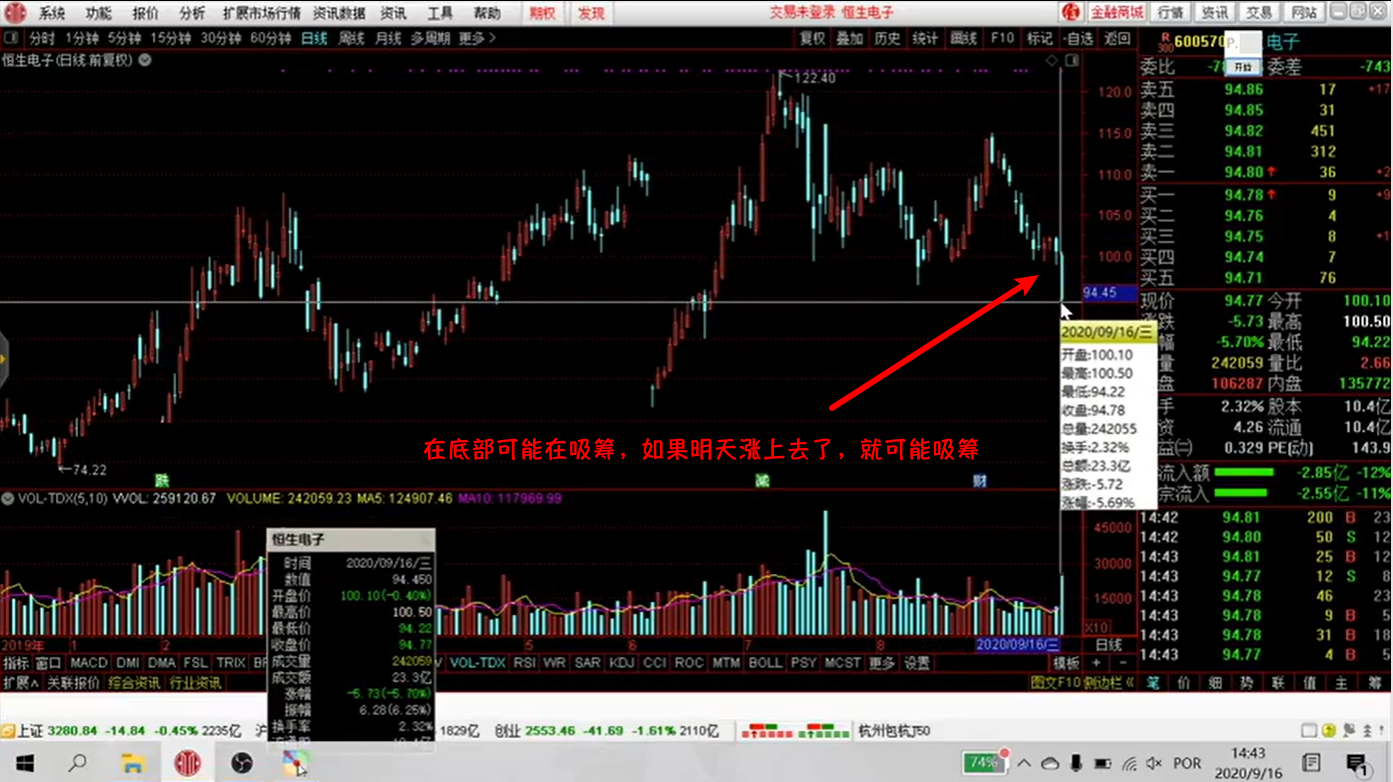 系统 功能 报价 分析 扩展市场行情 资讯数据 资讯 工具 帮助 期权 发现 交易未登录 恒生电子 金融商城 行情 资讯 交易 网站
分时 1分钟 5分钟 15分钟 30分钟 60分钟 日线 周线 月线 多周期 更多> 复权 叠加 历史 统计 画线 F10 标记 -自选 返回
R 300 600570 电子
恒生电子(日线.前复权)
开始
委比 委差 -743
卖五 94.86 17 +17
卖四 94.85 31
卖三 94.82 451
卖二 94.81 312
卖一 94.80 36 +2
买一 94.78 9 +9
买二 94.76 4
买三 94.75 8 +1
买四 94.74 7
买五 94.71 76
现价 94.77 今开 100.10
涨跌 -5.73 最高 100.50
幅 -5.70% 最低 94.22
量 242059 量比 2.66
盘 106287 内盘 135772
手 2.32% 股本 10.4亿
资 4.26 流通 10.4亿
益(二) 0.329 PE(动) 143.9
流入额 -2.85亿 -12%
宗流入 -2.55亿 -11%
122.40
120.0
115.0
110.0
105.0
100.0
94.45
74.22
跌 减 财
2020/09/16/三
开盘:100.10
最高:100.50
最低:94.22
收盘:94.78
总量:242055
换手:2.32%
总额:23.3亿
涨跌:-5.72
涨幅:-5.69%
在底部可能在吸筹，如果明天涨上去了，就可能吸筹
VOL-TDX(5,10) VVOL: 259120.67 VOLUME: 242059.23 MA5: 124907.46 MA10: 117969.99
45000
30000
15000
X10
14:42 94.81 200 B 23
14:42 94.80 50 S 12
14:43 94.81 25 B 12
14:43 94.77 12 S 8
14:43 94.78 46 23
14:43 94.78 9 B 5
14:43 94.78 31 B 18
14:43 94.77 4 B 5
恒生电子
时间 2020/09/16/三
数值 94.450
开盘价 100.10(-0.40%)
最高价 100.50
最低价 94.22
收盘价 94.77
成交量 242059
成交额 23.3亿
涨幅 -5.73(-5.70%)
振幅 6.28(6.25%)
换手率 2.32%
2019年 1 2 5 6 7 8 2020/09/16/三 日线
指标 窗口 MACD DMI DMA FSL TRIX VOL-TDX RSI WR SAR KDJ CCI ROC MTM BOLL PSY MCST 更多 设置 模板 + -
扩展∧ 关联报价 综合资讯 行业资讯 图文F10 侧边栏《 笔 价 细 势 联 值 主 筹
上证 3280.84 -14.84 -0.45% 2235亿 1829亿 创业 2553.46 -41.69 -1.61% 2110亿 杭州包杭T50
74% POR 14:43
2020/09/16 1